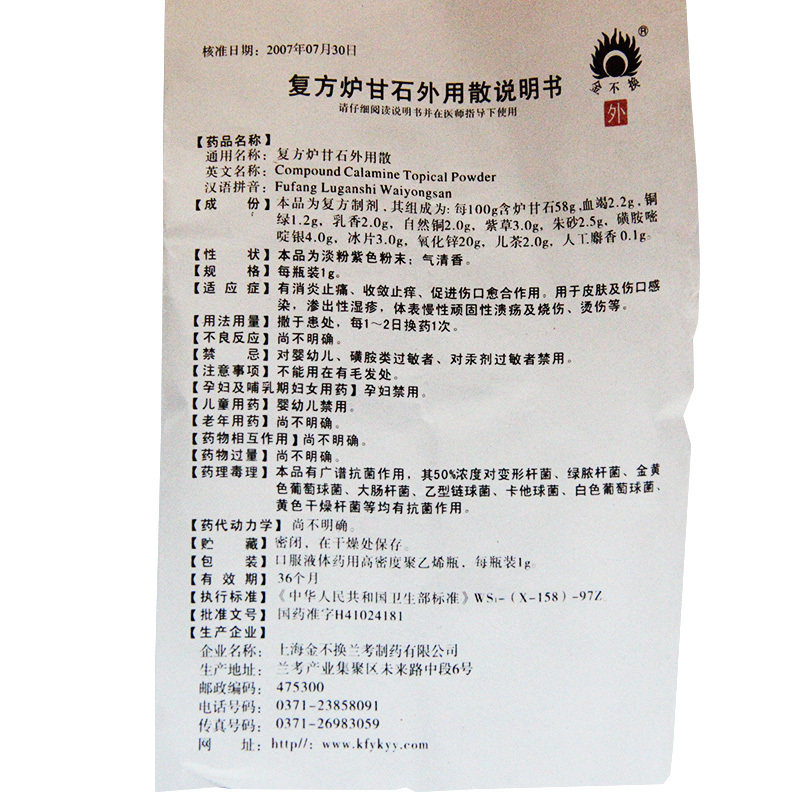 核准日期：2007年07月30日
®
金不换
外
复方炉甘石外用散说明书
请仔细阅读说明书并在医师指导下使用
【药品名称】
通用名称：复方炉甘石外用散
英文名称：Compound Calamine Topical Powder
汉语拼音：Fufang Luganshi Waiyongsan
【成　份】本品为复方制剂，其组成为：每100g含炉甘石58g,血竭2.2g,铜
绿1.2g，乳香2.0g，自然铜2.0g，紫草3.0g，朱砂2.5g，磺胺嘧
啶银4.0g，冰片3.0g，氧化锌20g，儿茶2.0g，人工麝香0.1g。
【性　状】本品为淡粉紫色粉末；气清香。
【规　格】每瓶装1g。
【适 应 症】有消炎止痛、收敛止痒、促进伤口愈合作用。用于皮肤及伤口感
染，渗出性湿疹，体表慢性顽固性溃疡及烧伤、烫伤等。
【用法用量】撒于患处，每1～2日换药1次。
【不良反应】尚不明确。
【禁　忌】对婴幼儿、磺胺类过敏者、对汞剂过敏者禁用。
【注意事项】不能用在有毛发处。
【孕妇及哺乳期妇女用药】孕妇禁用。
【儿童用药】婴幼儿禁用。
【老年用药】尚不明确。
【药物相互作用】尚不明确。
【药物过量】尚不明确。
【药理毒理】本品有广谱抗菌作用，其50%浓度对变形杆菌、绿脓杆菌、金黄
色葡萄球菌、大肠杆菌、乙型链球菌、卡他球菌、白色葡萄球菌、
黄色干燥杆菌等均有抗菌作用。
【药代动力学】尚不明确。
【贮　藏】密闭，在干燥处保存。
【包　装】口服液体药用高密度聚乙烯瓶，每瓶装1g。
【有 效 期】36个月
【执行标准】《中华人民共和国卫生部标准》WS₁-（X-158）-97Z
【批准文号】国药准字H41024181
【生产企业】
企业名称：上海金不换兰考制药有限公司
生产地址：兰考产业集聚区未来路中段6号
邮政编码：475300
电话号码：0371-23858091
传真号码：0371-26983059
网　址：http//：www.kfykyy.com